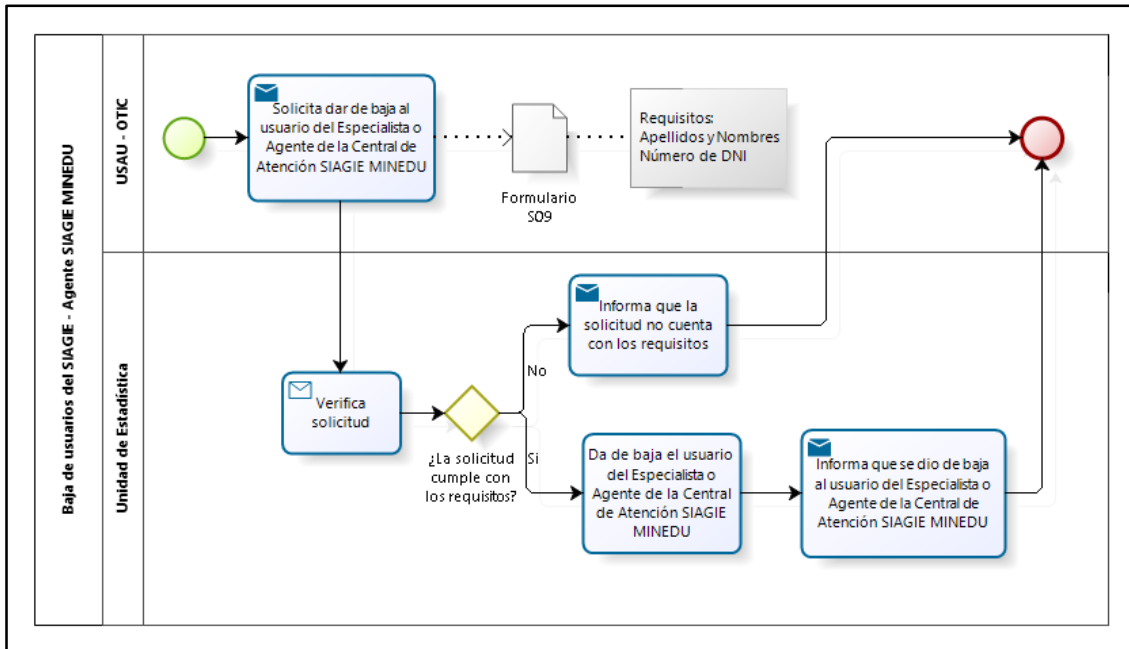 Baja de usuarios del SIAGIE - Agente SIAGIE MINEDU
USAU - OTIC
Solicita dar de baja al
usuario del Especialista o
Agente de la Central de
Atención SIAGIE MINEDU
Formulario
S09
Requisitos:
Apellidos y Nombres
Número de DNI
Unidad de Estadística
Verifica
solicitud
¿La solicitud
cumple con
los requisitos?
No
Informa que la
solicitud no cuenta
con los requisitos
Si
Da de baja el usuario
del Especialista o
Agente de la Central
de Atención SIAGIE
MINEDU
Informa que se dio de baja
al usuario del Especialista o
Agente de la Central de
Atención SIAGIE MINEDU